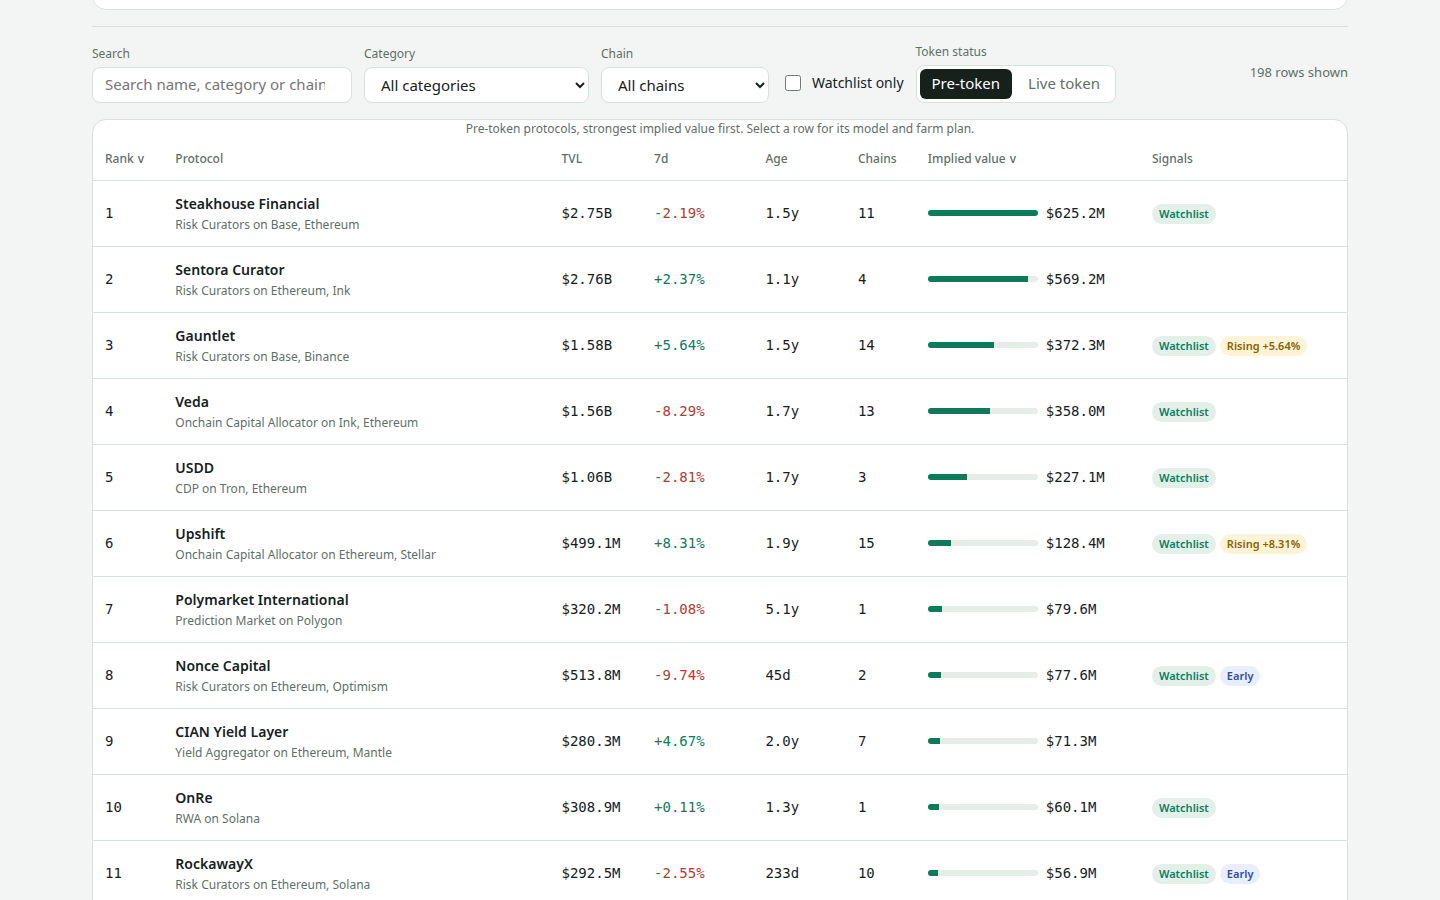 Search
Category
Chain
Token status
Search name, category or chain
All categories
All chains
Watchlist only
Pre-token
Live token
198 rows shown
Pre-token protocols, strongest implied value first. Select a row for its model and farm plan.
Rank v Protocol TVL 7d Age Chains Implied value v Signals
1 Steakhouse Financial $2.75B -2.19% 1.5y 11 $625.2M Watchlist
Risk Curators on Base, Ethereum
2 Sentora Curator $2.76B +2.37% 1.1y 4 $569.2M
Risk Curators on Ethereum, Ink
3 Gauntlet $1.58B +5.64% 1.5y 14 $372.3M Watchlist Rising +5.64%
Risk Curators on Base, Binance
4 Veda $1.56B -8.29% 1.7y 13 $358.0M Watchlist
Onchain Capital Allocator on Ink, Ethereum
5 USDD $1.06B -2.81% 1.7y 3 $227.1M Watchlist
CDP on Tron, Ethereum
6 Upshift $499.1M +8.31% 1.9y 15 $128.4M Watchlist Rising +8.31%
Onchain Capital Allocator on Ethereum, Stellar
7 Polymarket International $320.2M -1.08% 5.1y 1 $79.6M
Prediction Market on Polygon
8 Nonce Capital $513.8M -9.74% 45d 2 $77.6M Watchlist Early
Risk Curators on Ethereum, Optimism
9 CIAN Yield Layer $280.3M +4.67% 2.0y 7 $71.3M
Yield Aggregator on Ethereum, Mantle
10 OnRe $308.9M +0.11% 1.3y 1 $60.1M Watchlist
RWA on Solana
11 RockawayX $292.5M -2.55% 233d 10 $56.9M Watchlist Early
Risk Curators on Ethereum, Solana